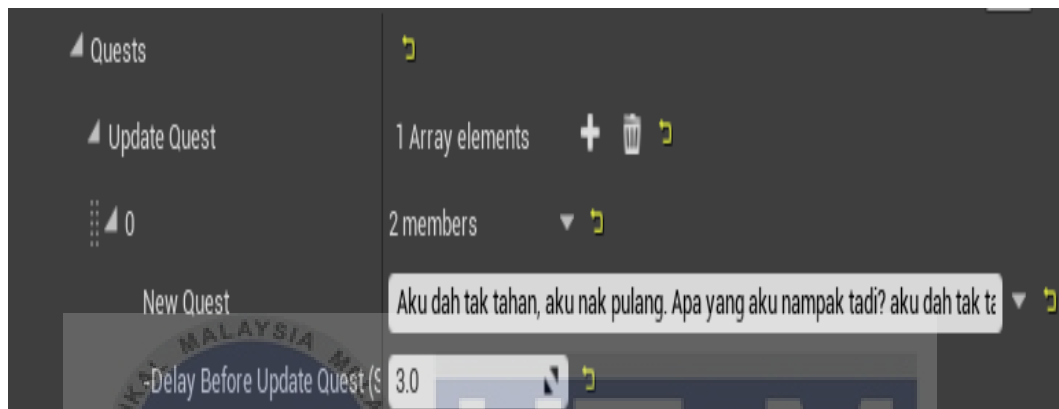 Quests
Update Quest 1 Array elements
0 2 members
New Quest Aku dah tak tahan, aku nak pulang. Apa yang aku nampak tadi? aku dah tak ta
-Delay Before Update Quest (S 3.0
MALAYSIA